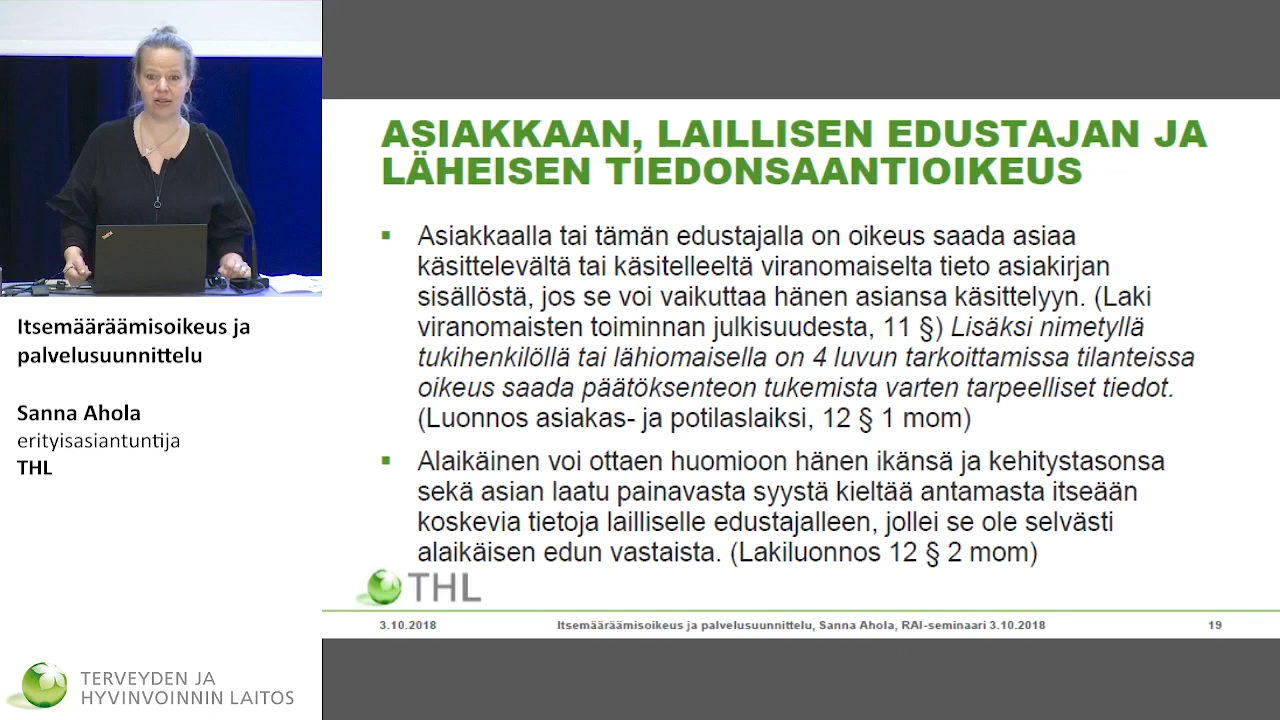 ASIAKKAAN, LAILLISEN EDUSTAJAN JA
LÄHEISEN TIEDONSAANTIOIKEUS
▪ Asiakkaalla tai tämän edustajalla on oikeus saada asiaa
käsittelevältä tai käsitelleeltä viranomaiselta tieto asiakirjan
sisällöstä, jos se voi vaikuttaa hänen asiansa käsittelyyn. (Laki
viranomaisten toiminnan julkisuudesta, 11 §) Lisäksi nimetyllä
tukihenkilöllä tai lähiomaisella on 4 luvun tarkoittamissa tilanteissa
oikeus saada päätöksenteon tukemista varten tarpeelliset tiedot.
(Luonnos asiakas- ja potilaslaiksi, 12 § 1 mom)
▪ Alaikäinen voi ottaen huomioon hänen ikänsä ja kehitystasonsa
sekä asian laatu painavasta syystä kieltää antamasta itseään
koskevia tietoja lailliselle edustajalleen, jollei se ole selvästi
alaikäisen edun vastaista. (Lakiluonnos 12 § 2 mom)
THL
3.10.2018 Itsemääräämisoikeus ja palvelusuunnittelu, Sanna Ahola, RAI-seminaari 3.10.2018 19
Itsemääräämisoikeus ja
palvelusuunnittelu
Sanna Ahola
erityisasiantuntija
THL
TERVEYDEN JA
HYVINVOINNIN LAITOS